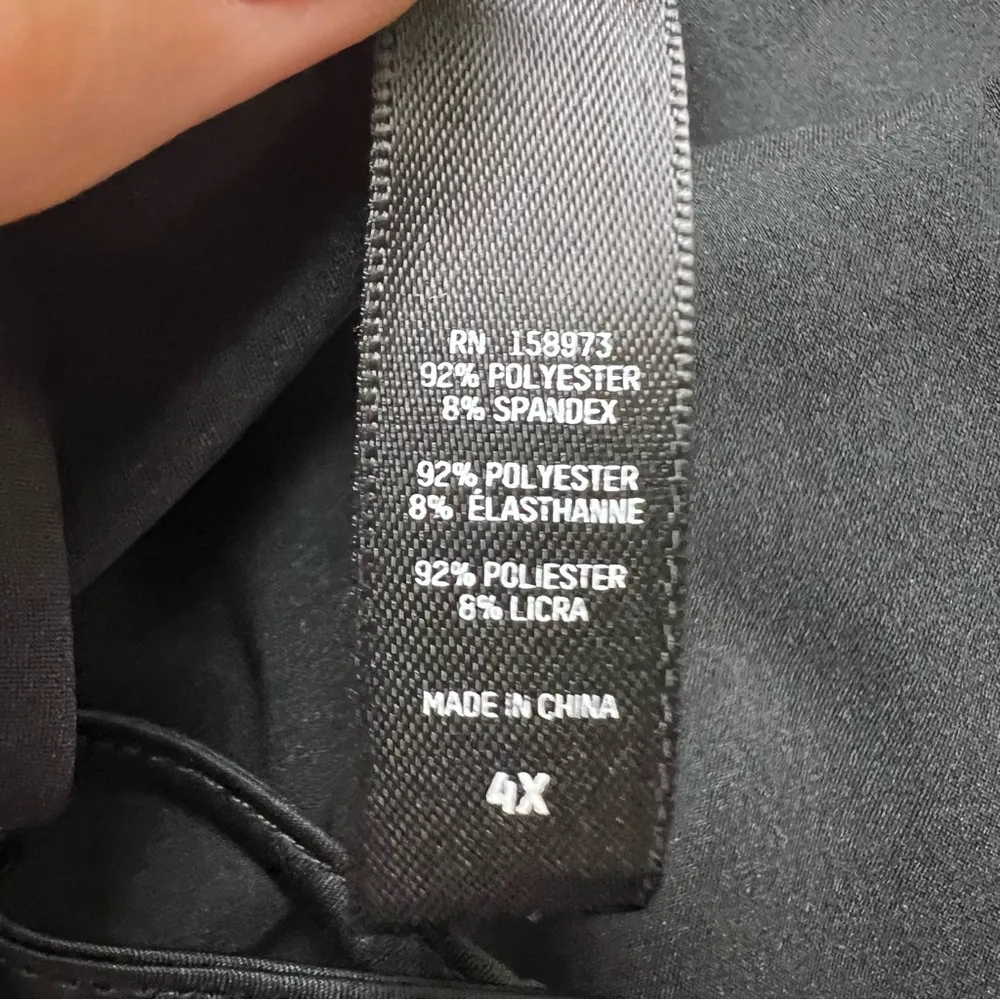 RN 158973
92% POLYESTER
8% SPANDEX
92% POLYESTER
8% ÉLASTHANNE
92% POLIESTER
8% LICRA
MADE IN CHINA
4X